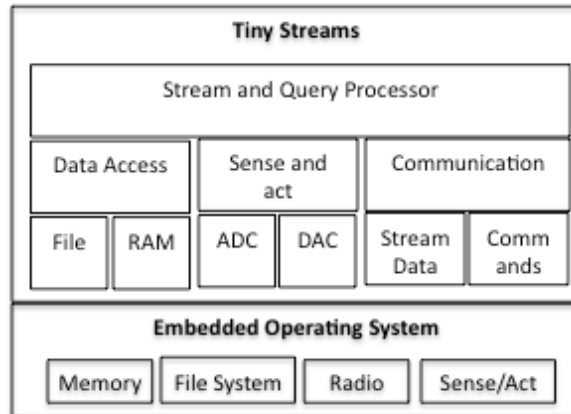 Tiny Streams
Stream and Query Processor
Data Access
Sense and
act
Communication
File
RAM
ADC
DAC
Stream
Data
Comm
ands
Embedded Operating System
Memory
File System
Radio
Sense/Act